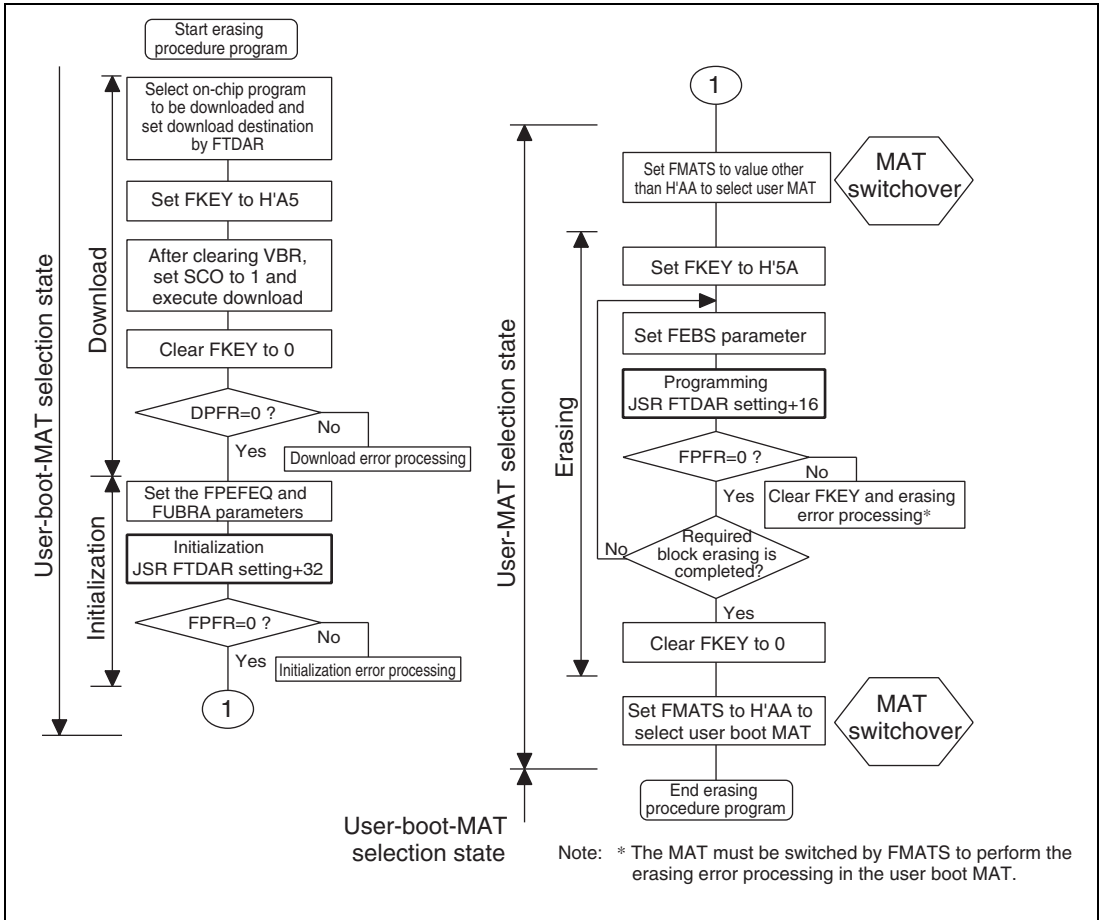 Start erasing
procedure program
Select on-chip program
to be downloaded and
set download destination
by FTDAR
Set FKEY to H'A5
After clearing VBR,
set SCO to 1 and
execute download
Clear FKEY to 0
DPFR=0 ?
No
Yes
Download error processing
Set the FPEFEQ and
FUBRA parameters
Initialization
JSR FTDAR setting+32
FPFR=0 ?
No
Yes
Initialization error processing
1
Download
Initialization
User-boot-MAT selection state
1
Set FMATS to value other
than H'AA to select user MAT
MAT
switchover
Set FKEY to H'5A
Set FEBS parameter
Programming
JSR FTDAR setting+16
FPFR=0 ?
No
Yes
Clear FKEY and erasing
error processing*
Required
block erasing is
completed?
No
Yes
Clear FKEY to 0
Set FMATS to H'AA to
select user boot MAT
MAT
switchover
End erasing
procedure program
Erasing
User-MAT selection state
User-boot-MAT
selection state
Note: * The MAT must be switched by FMATS to perform the
erasing error processing in the user boot MAT.